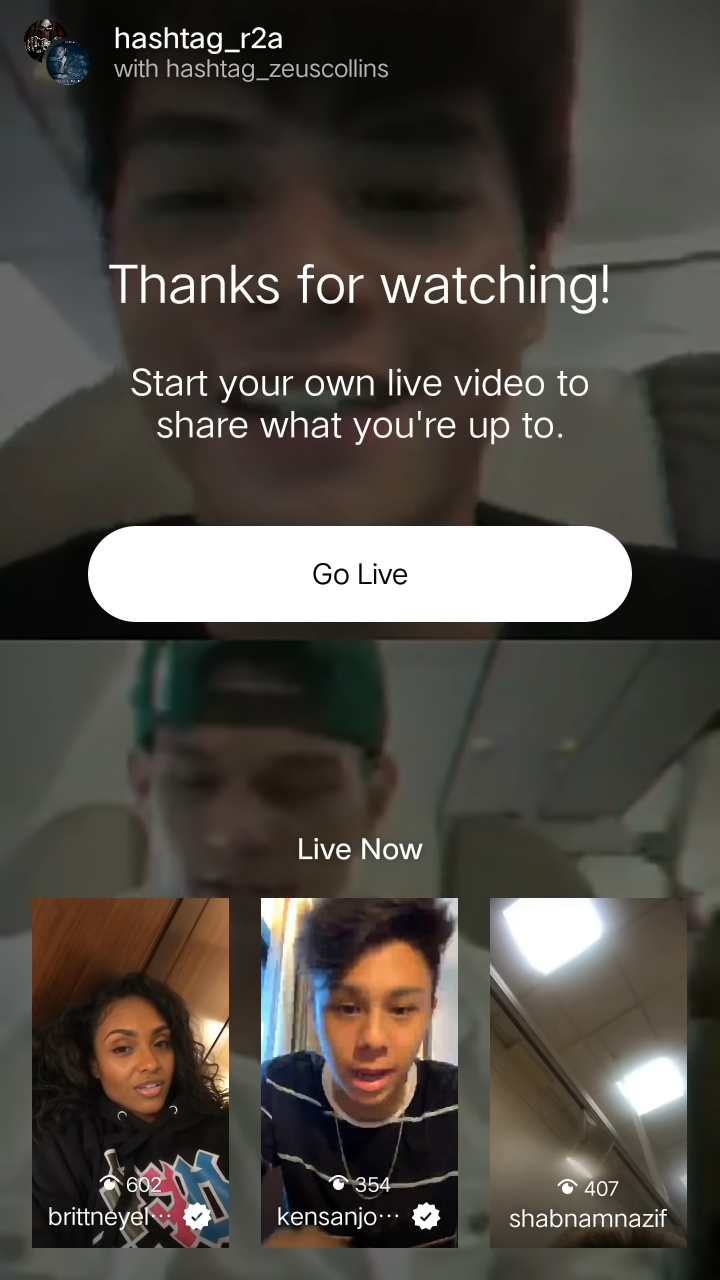 hashtag_r2a
with hashtag_zeuscollins
Thanks for watching!
Start your own live video to
share what you're up to.
Go Live
Live Now
602
brittneyel···
354
kensanjo···
407
shabnamnazif